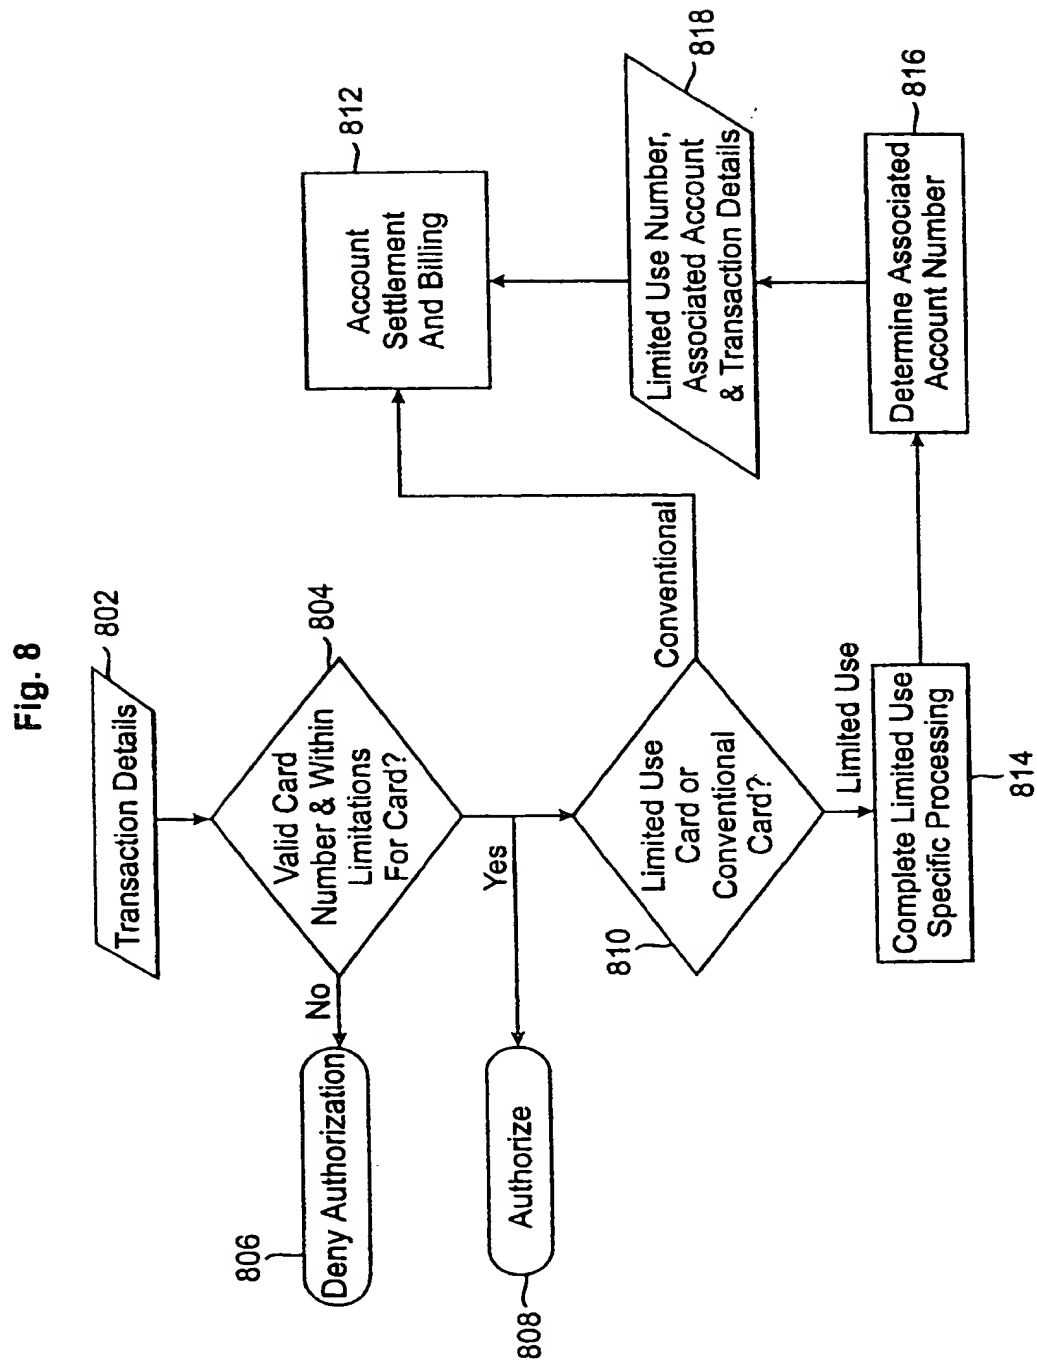 Fig. 8
802
Transaction Details
804
Valid Card
Number & Within
Limitations
For Card?
No
806
Deny Authorization
Yes
808
Authorize
810
Limited Use
Card or
Conventional
Card?
Conventional
812
Account
Settlement
And Billing
Limited Use
814
Complete Limited Use
Specific Processing
816
Determine Associated
Account Number
818
Limited Use Number,
Associated Account
& Transaction Details